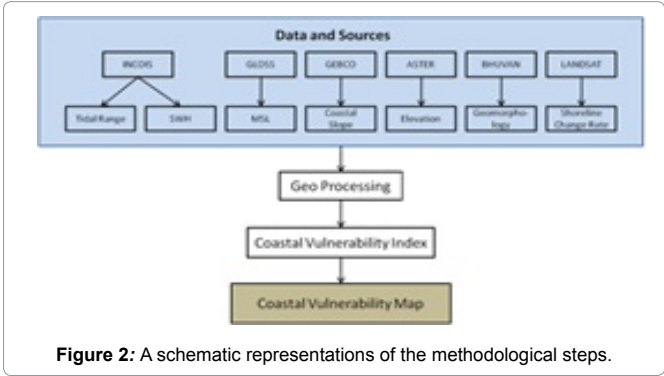 Data and Sources
INCOIS GLOSS GEBCO ASTER BHUVAN LANDSAT
Tidal Range SWH MSL Coastal Slope Elevation Geomorpho-logy Shoreline Change Rate
Geo Processing
Coastal Vulnerability Index
Coastal Vulnerability Map
Figure 2: A schematic representations of the methodological steps.